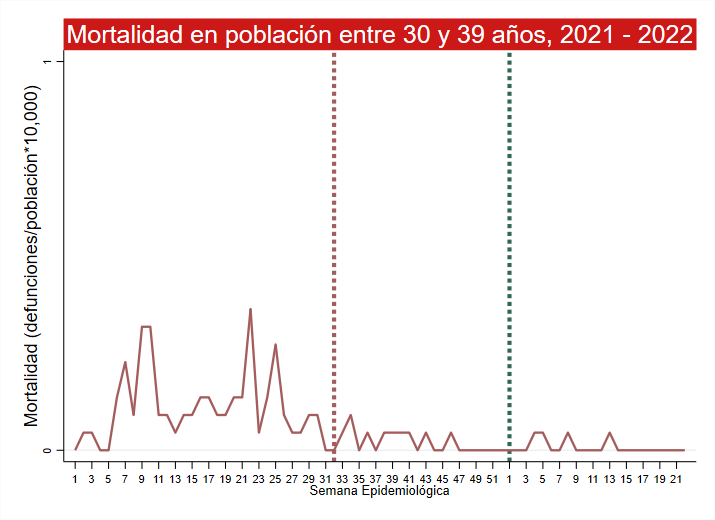 Mortalidad en población entre 30 y 39 años, 2021 - 2022
Mortalidad (defunciones/población*10,000)
1
0
1 3 5 7 9 11 13 15 17 19 21 23 25 27 29 31 33 35 37 39 41 43 45 47 49 51 1 3 5 7 9 11 13 15 17 19 21
Semana Epidemiológica